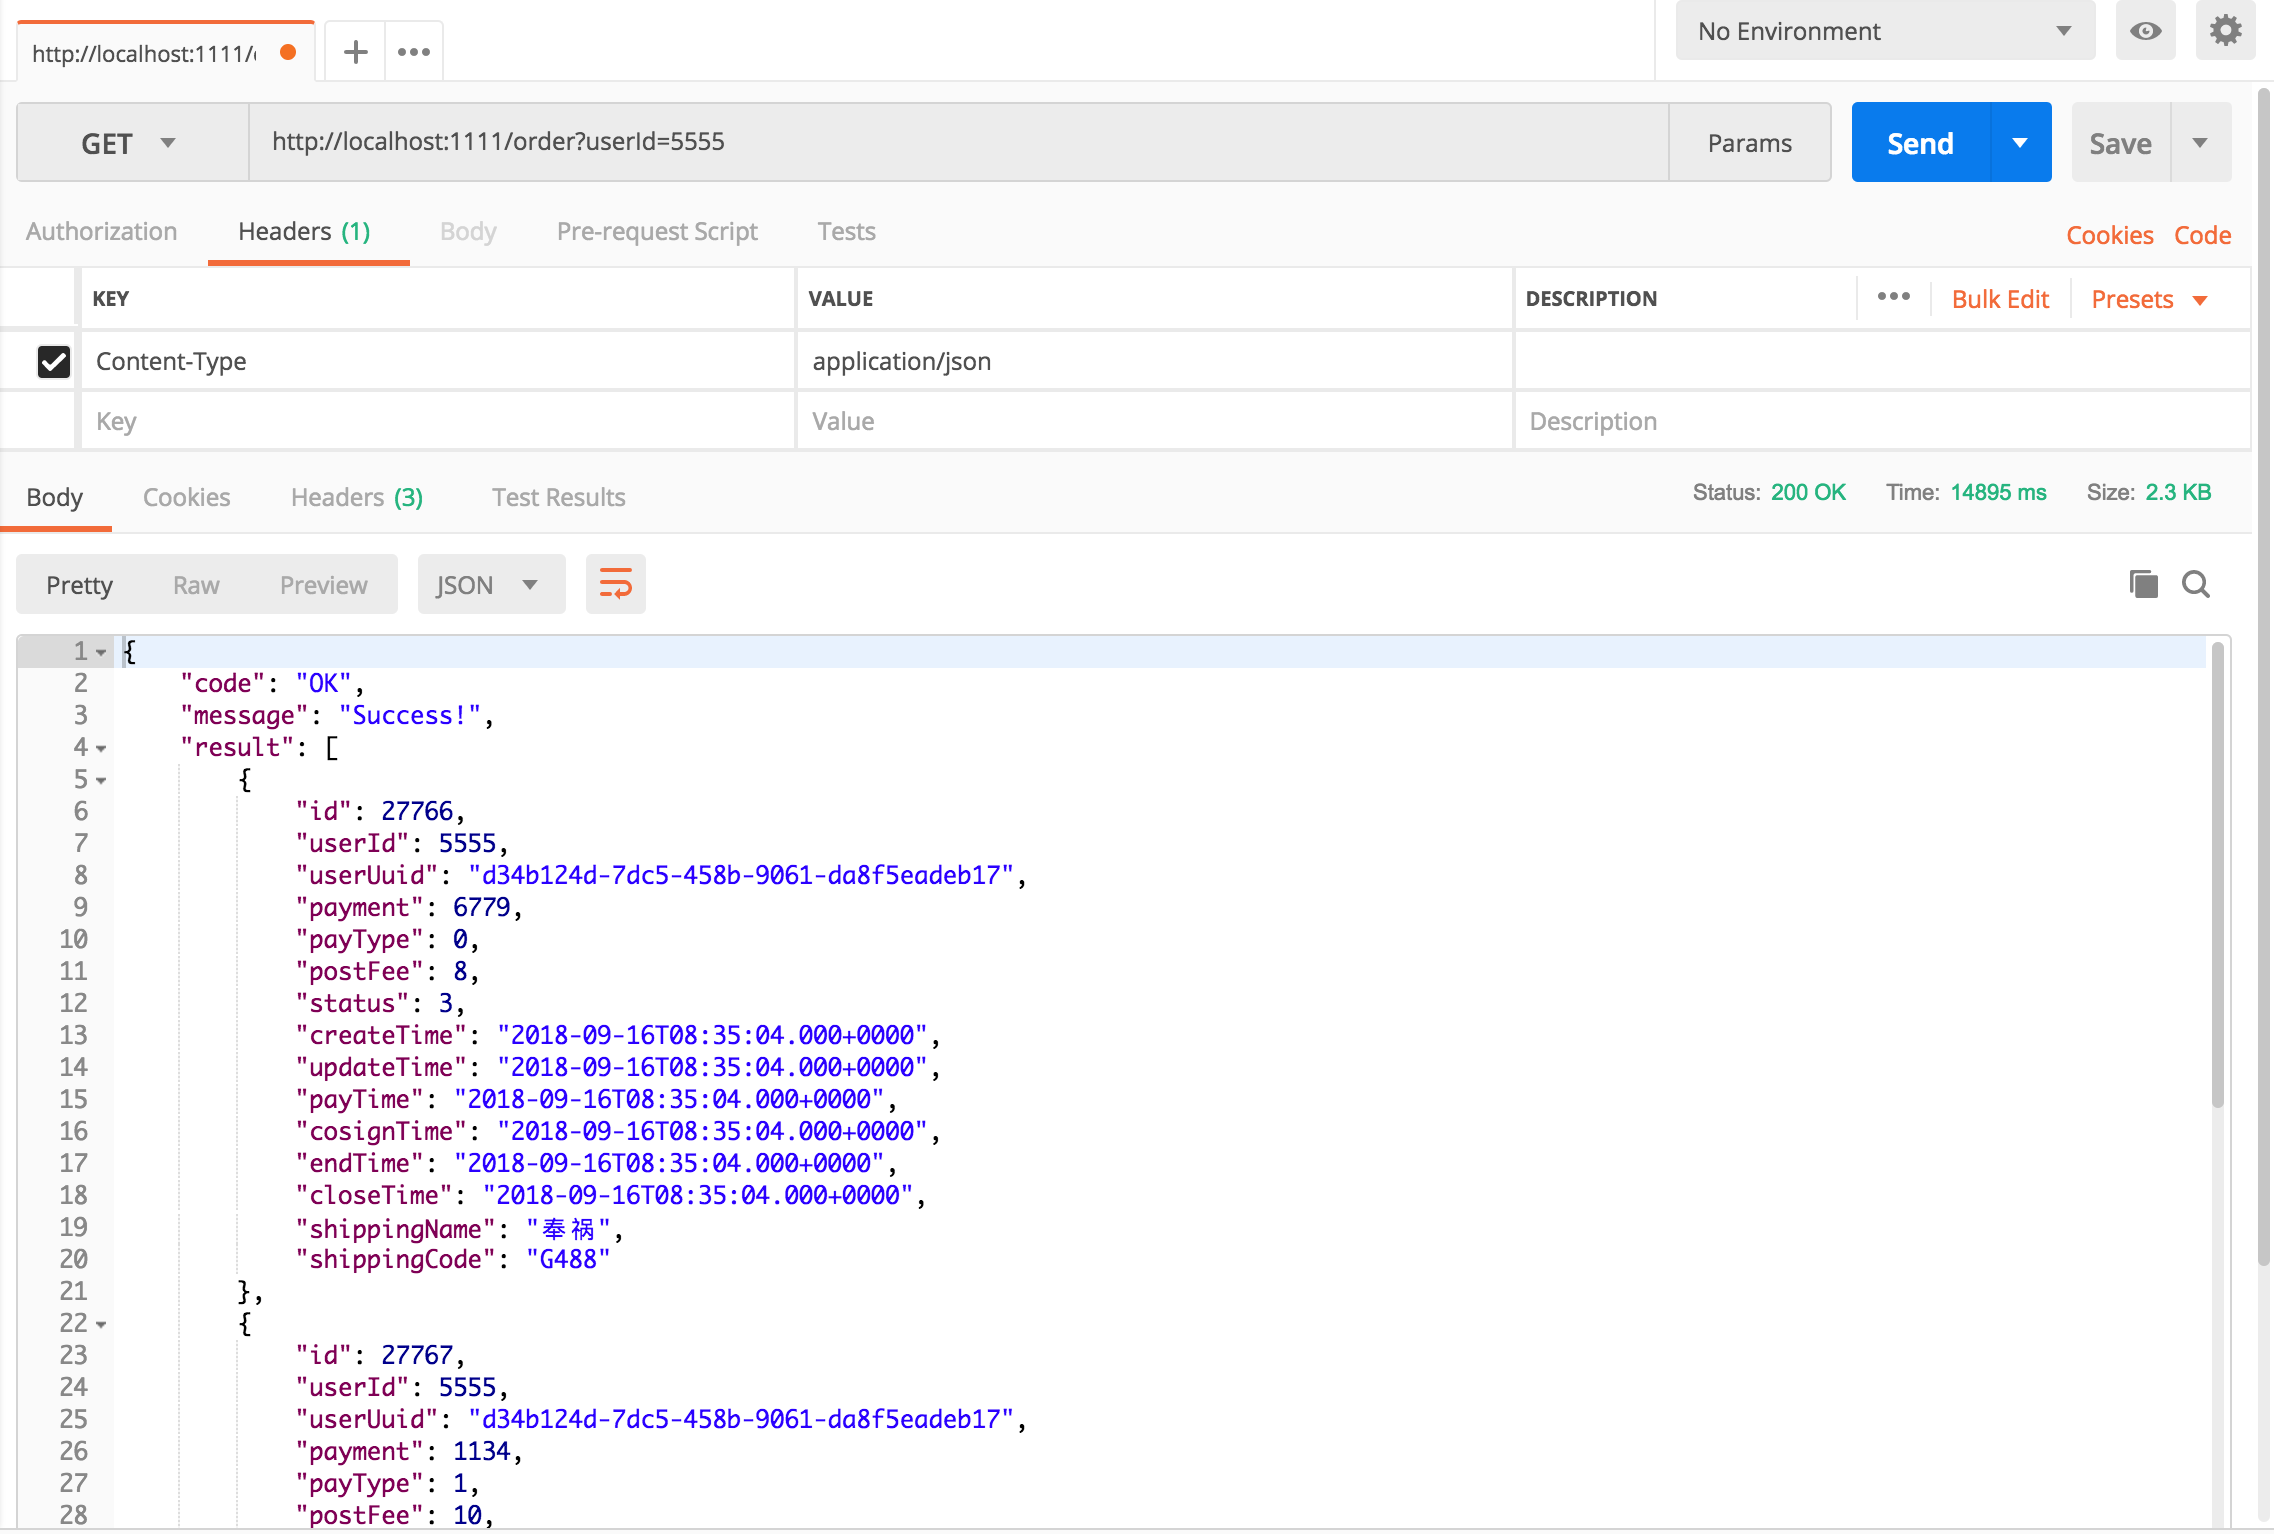 http://localhost:1111/
No Environment
GET
http://localhost:1111/order?userId=5555
Params
Send
Save
Authorization
Headers (1)
Body
Pre-request Script
Tests
Cookies
Code
KEY
VALUE
DESCRIPTION
Bulk Edit
Presets
Content-Type
application/json
Key
Value
Description
Body
Cookies
Headers (3)
Test Results
Status: 200 OK
Time: 14895 ms
Size: 2.3 KB
Pretty
Raw
Preview
JSON
1 {
2 "code": "OK",
3 "message": "Success!",
4 "result": [
5 {
6 "id": 27766,
7 "userId": 5555,
8 "userUuid": "d34b124d-7dc5-458b-9061-da8f5eadeb17",
9 "payment": 6779,
10 "payType": 0,
11 "postFee": 8,
12 "status": 3,
13 "createTime": "2018-09-16T08:35:04.000+0000",
14 "updateTime": "2018-09-16T08:35:04.000+0000",
15 "payTime": "2018-09-16T08:35:04.000+0000",
16 "cosignTime": "2018-09-16T08:35:04.000+0000",
17 "endTime": "2018-09-16T08:35:04.000+0000",
18 "closeTime": "2018-09-16T08:35:04.000+0000",
19 "shippingName": "奉祸",
20 "shippingCode": "G488"
21 },
22 {
23 "id": 27767,
24 "userId": 5555,
25 "userUuid": "d34b124d-7dc5-458b-9061-da8f5eadeb17",
26 "payment": 1134,
27 "payType": 1,
28 "postFee": 10,